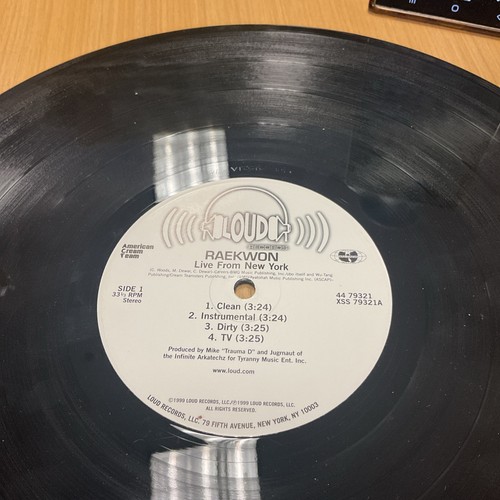 LOUD
RECORDS
RAEKWON
Live From New York
American
Cream
Team
SIDE 1
33⅓ RPM
Stereo
44 79321
XSS 79321A
1. Clean (3:24)
2. Instrumental (3:24)
3. Dirty (3:25)
4. TV (3:25)
Produced by Mike "Trauma D" and Jugrnaut of
the Infinite Arkatechz for Tyranny Music Ent. Inc.
www.loud.com
©1999 LOUD RECORDS, LLC/℗1999 LOUD RECORDS, LLC
ALL RIGHTS RESERVED.
LOUD RECORDS, LLC® 79 FIFTH AVENUE, NEW YORK, NY 10003